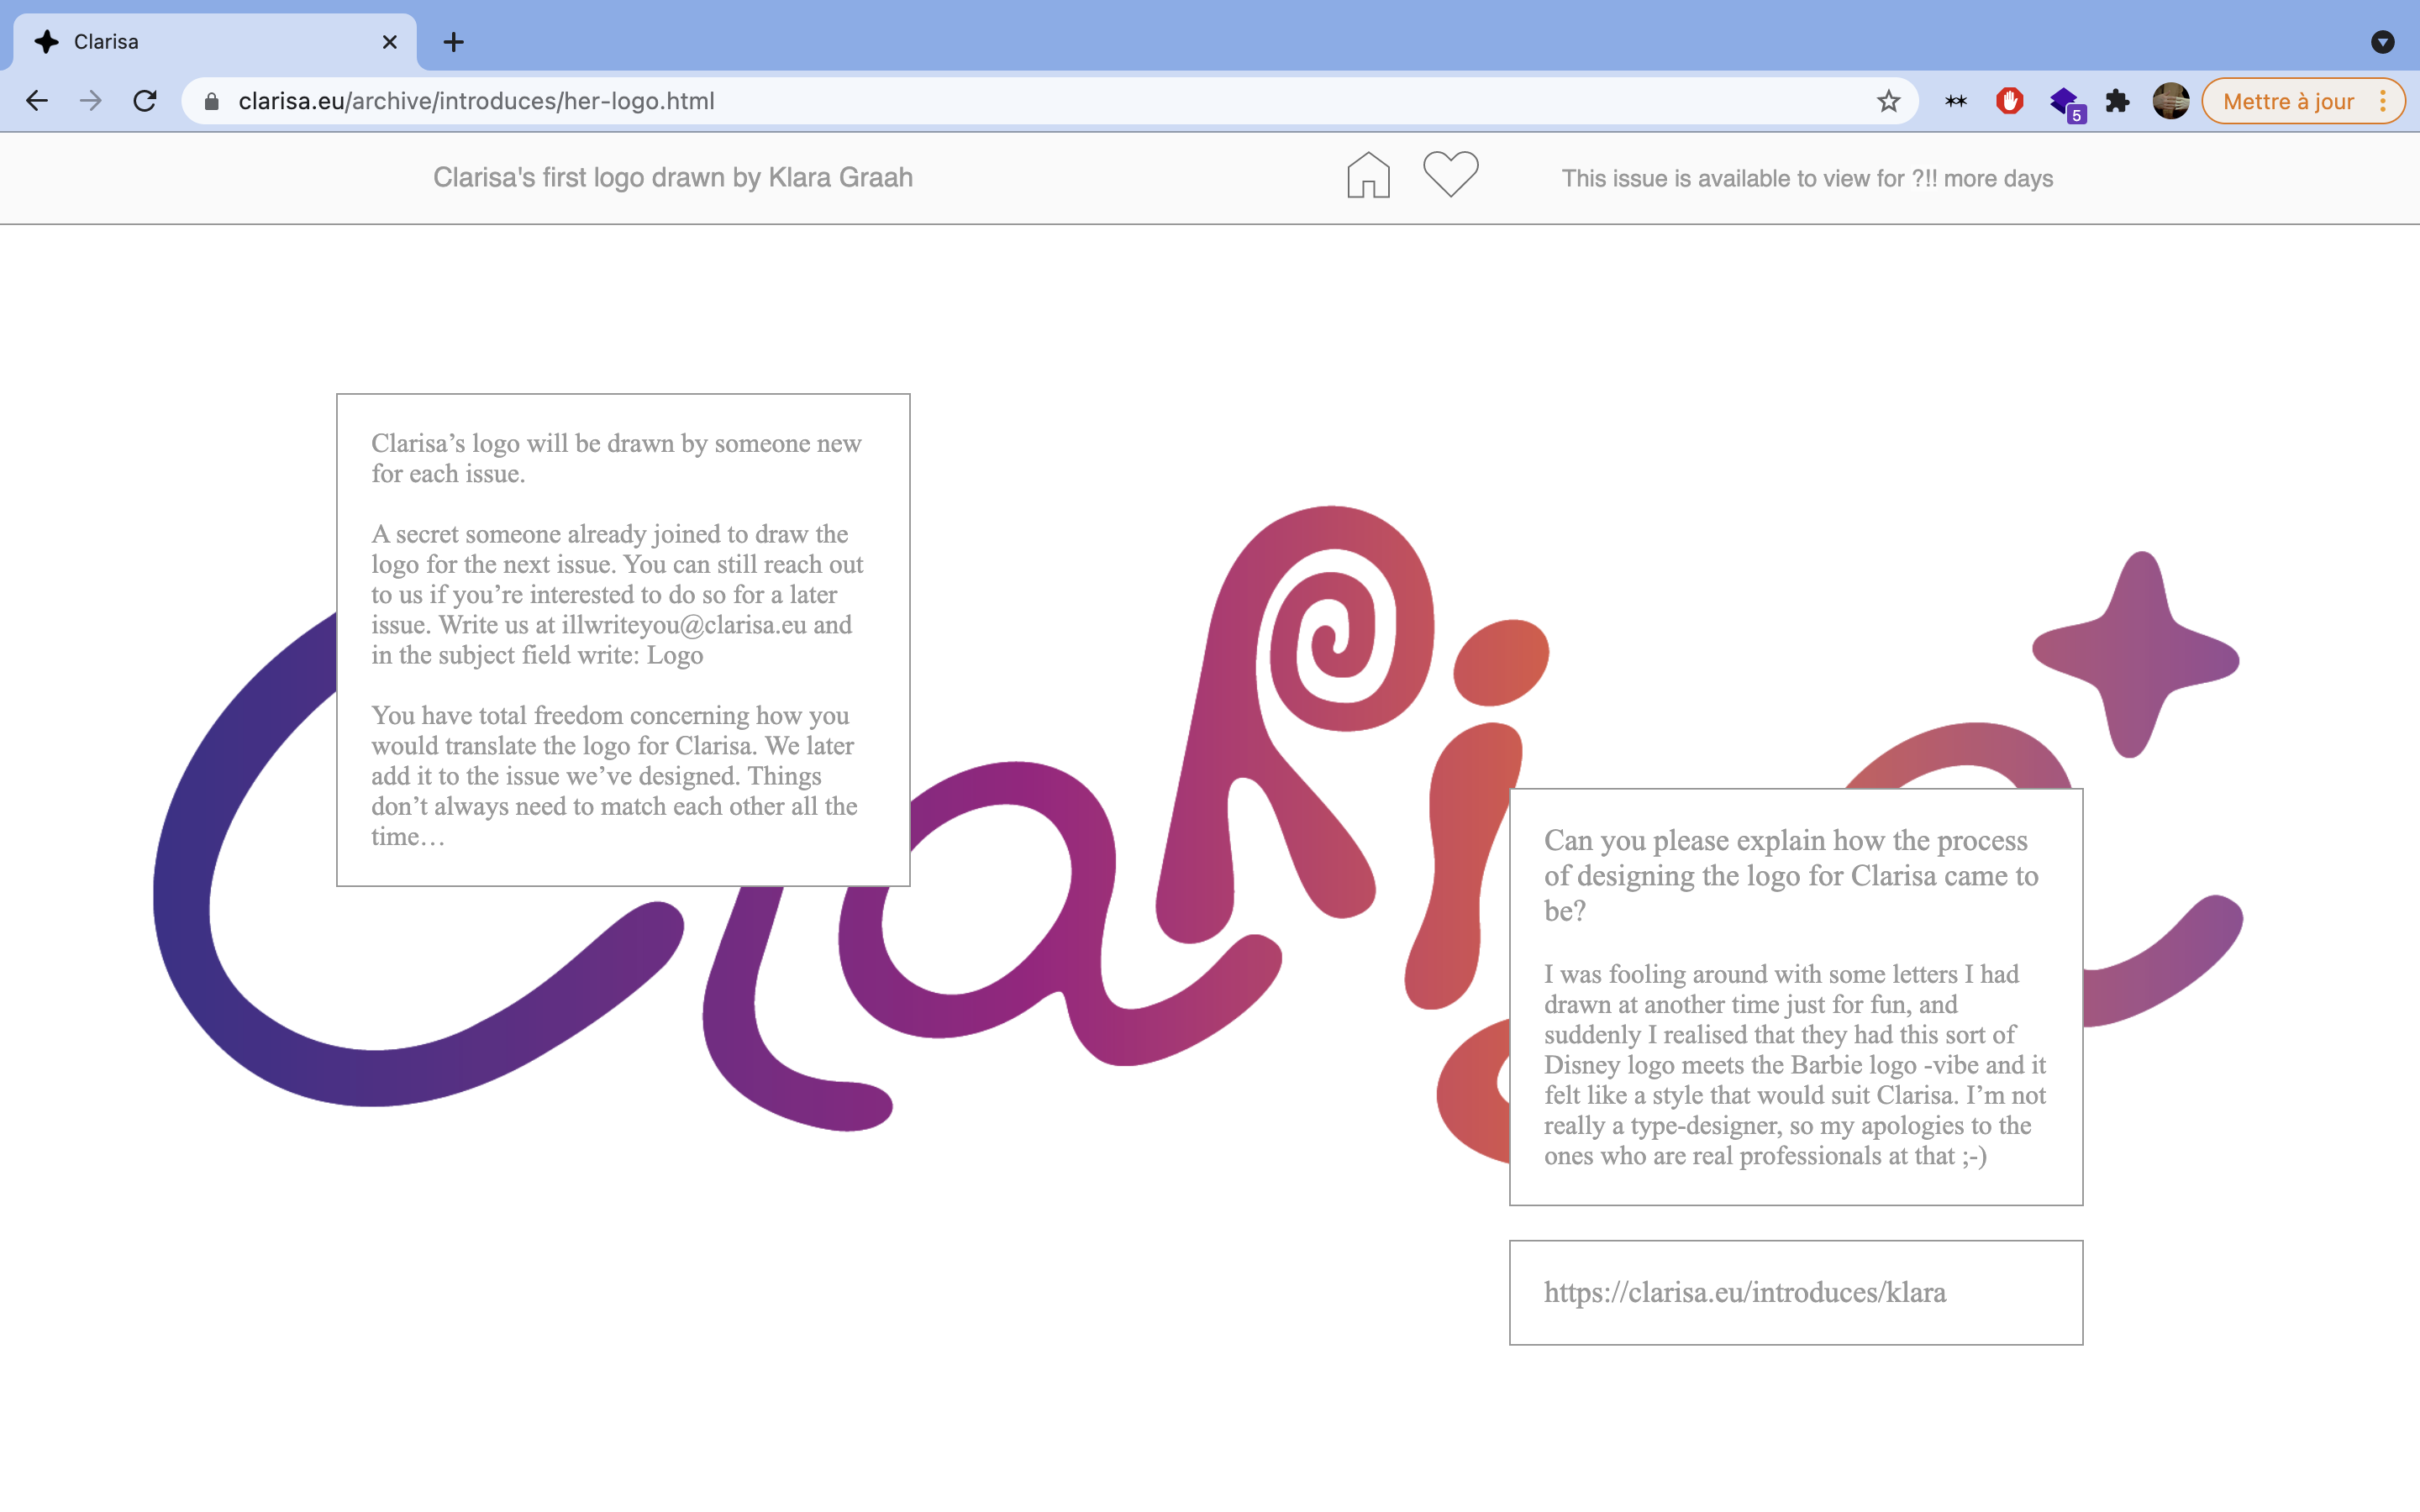 Clarisa
clarisa.eu/archive/introduces/her-logo.html
5
Mettre à jour
Clarisa's first logo drawn by Klara Graah
This issue is available to view for ?!! more days
Clarisa’s logo will be drawn by someone new
for each issue.
A secret someone already joined to draw the
logo for the next issue. You can still reach out
to us if you’re interested to do so for a later
issue. Write us at illwriteyou@clarisa.eu and
in the subject field write: Logo
You have total freedom concerning how you
would translate the logo for Clarisa. We later
add it to the issue we’ve designed. Things
don’t always need to match each other all the
time…
ClaRisa
Can you please explain how the process
of designing the logo for Clarisa came to
be?
I was fooling around with some letters I had
drawn at another time just for fun, and
suddenly I realised that they had this sort of
Disney logo meets the Barbie logo -vibe and it
felt like a style that would suit Clarisa. I’m not
really a type-designer, so my apologies to the
ones who are real professionals at that ;-)
https://clarisa.eu/introduces/klara